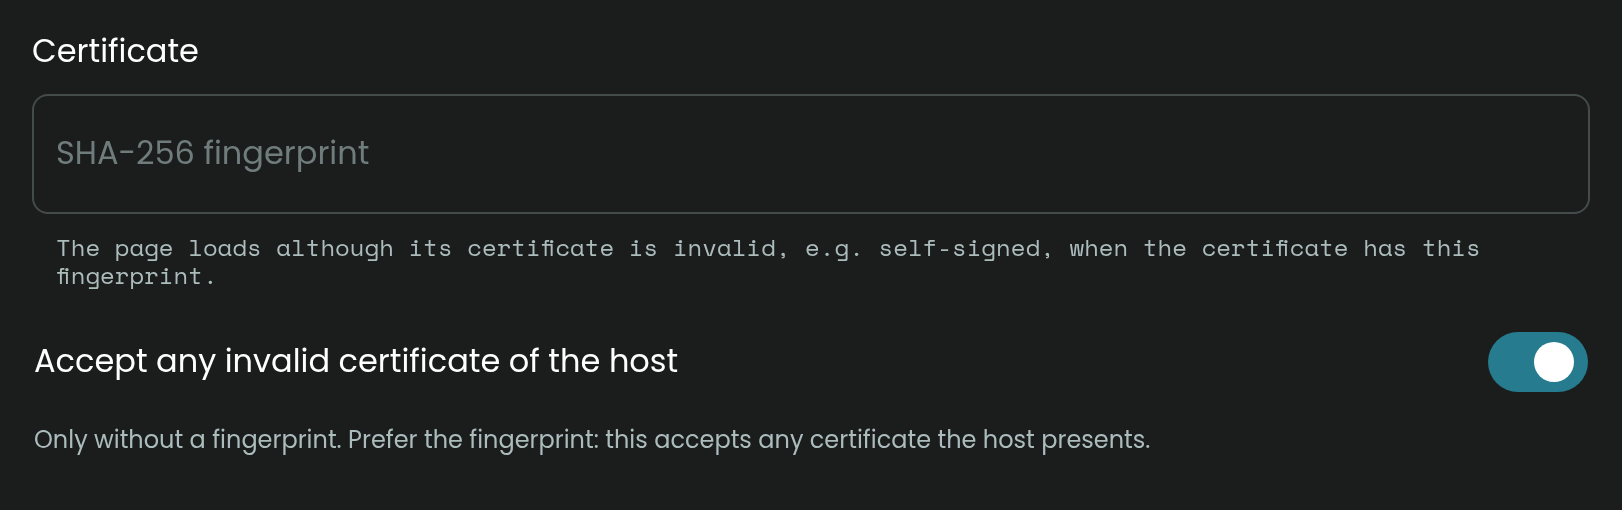 Certificate
SHA-256 fingerprint
The page loads although its certificate is invalid, e.g. self-signed, when the certificate has this
fingerprint.
Accept any invalid certificate of the host
Only without a fingerprint. Prefer the fingerprint: this accepts any certificate the host presents.